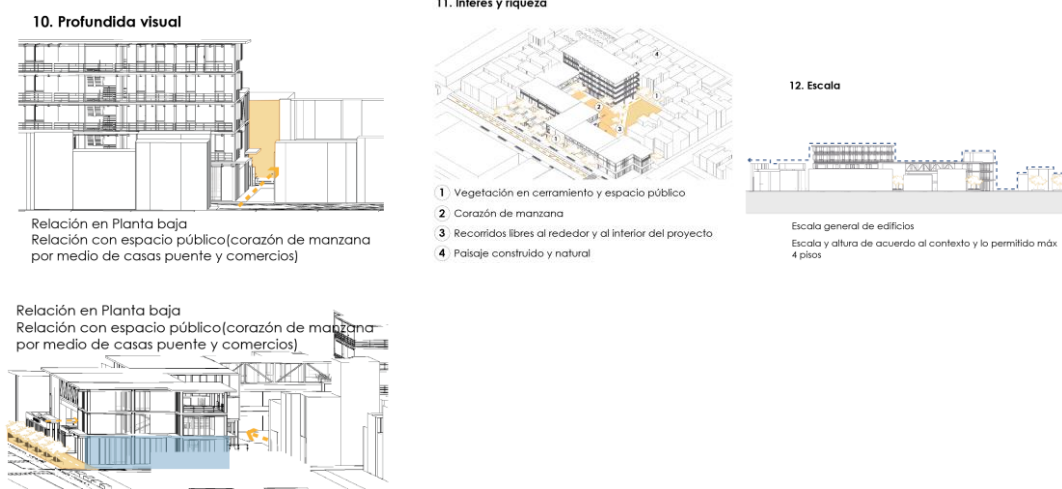 10. Profundida visual
Relación en Planta baja
Relación con espacio público(corazón de manzana
por medio de casas puente y comercios)
Relación en Planta baja
Relación con espacio público(corazón de manzana
por medio de casas puente y comercios)
11. Interes y riqueza
4
1
2
3
1 Vegetación en cerramiento y espacio público
2 Corazón de manzana
3 Recorridos libres al rededor y al interior del proyecto
4 Paisaje construido y natural
12. Escala
Escala general de edificios
Escala y altura de acuerdo al contexto y lo permitido máx
4 pisos